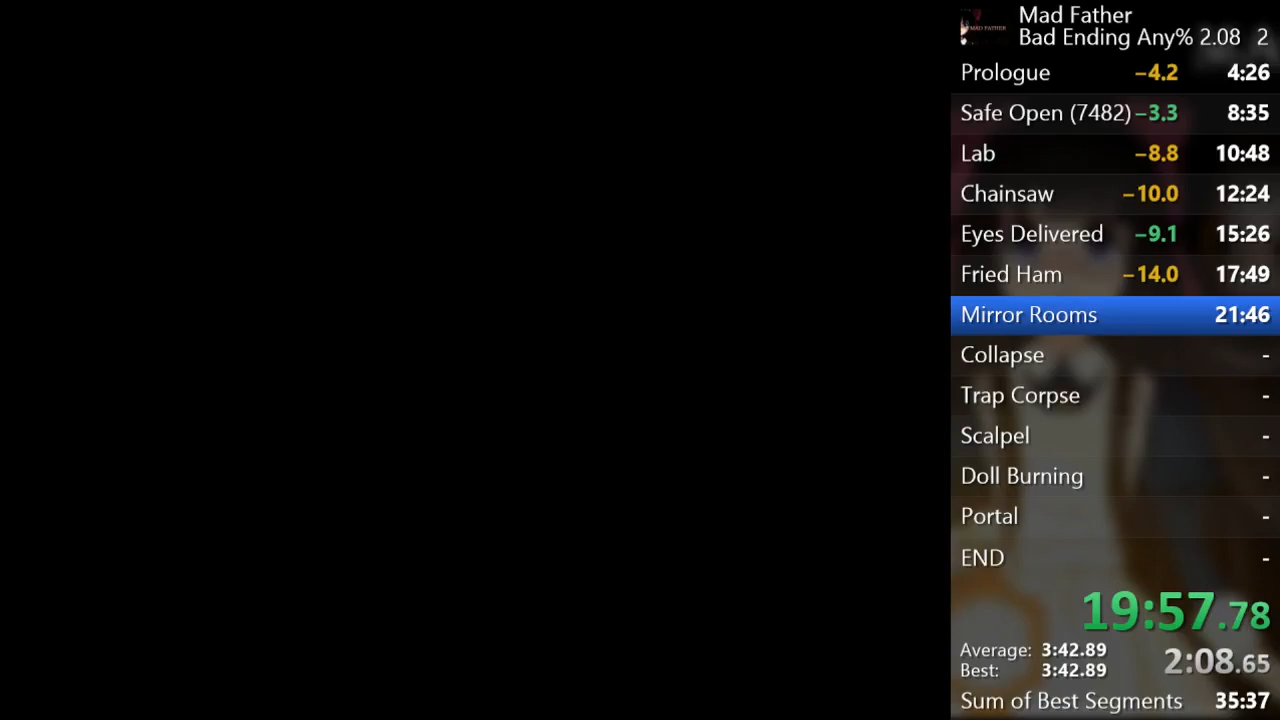 Mad Father
Bad Ending Any% 2.08 2
Prologue −4.2 4:26
Safe Open (7482) −3.3 8:35
Lab −8.8 10:48
Chainsaw −10.0 12:24
Eyes Delivered −9.1 15:26
Fried Ham −14.0 17:49
Mirror Rooms 21:46
Collapse -
Trap Corpse -
Scalpel -
Doll Burning -
Portal -
END -
19:57.78
Average: 3:42.89
Best: 3:42.89
2:08.65
Sum of Best Segments 35:37